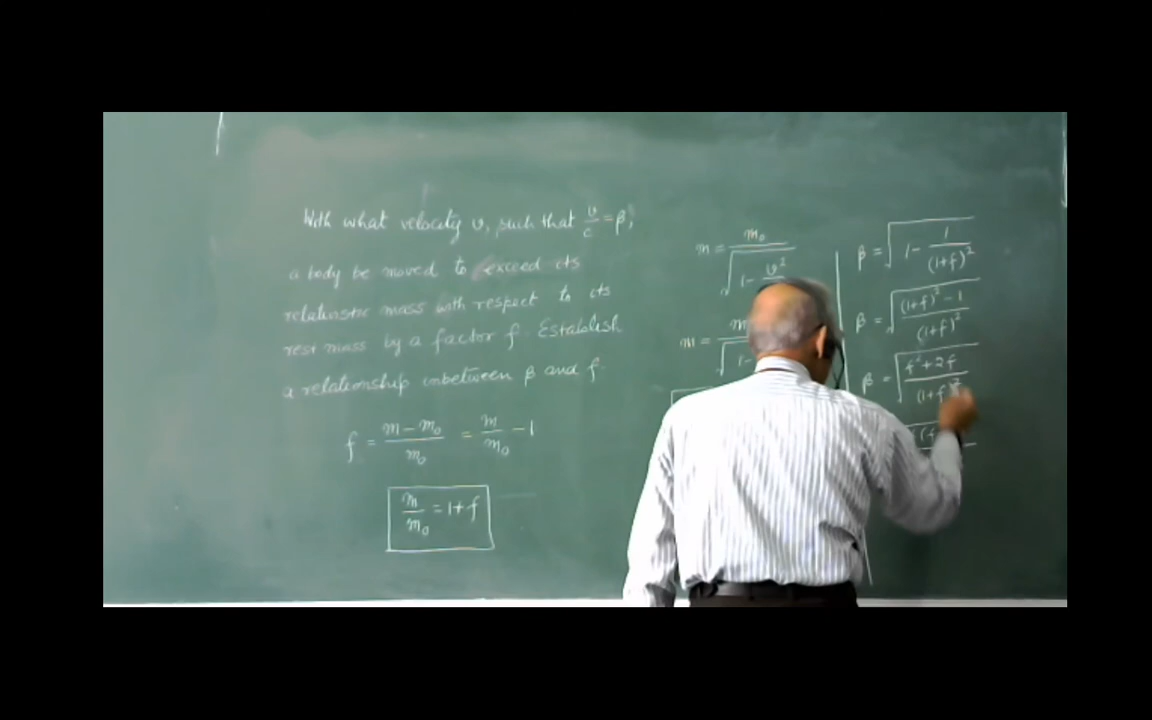 With what velocity v, such that v/c = β,
a body be moved to exceed its
relativistic mass with respect to its
rest mass by a factor f. Establish
a relationship inbetween β and f.
f = (m - m₀)/m₀ = m/m₀ - 1
m/m₀ = 1 + f
m = m₀/√(1 - v²
m = m
√(1 -
β = √(1 - 1/(1+f)²)
β = √(((1+f)² - 1)/(1+f)²)
β = √((f² + 2f)/(1+f)²)